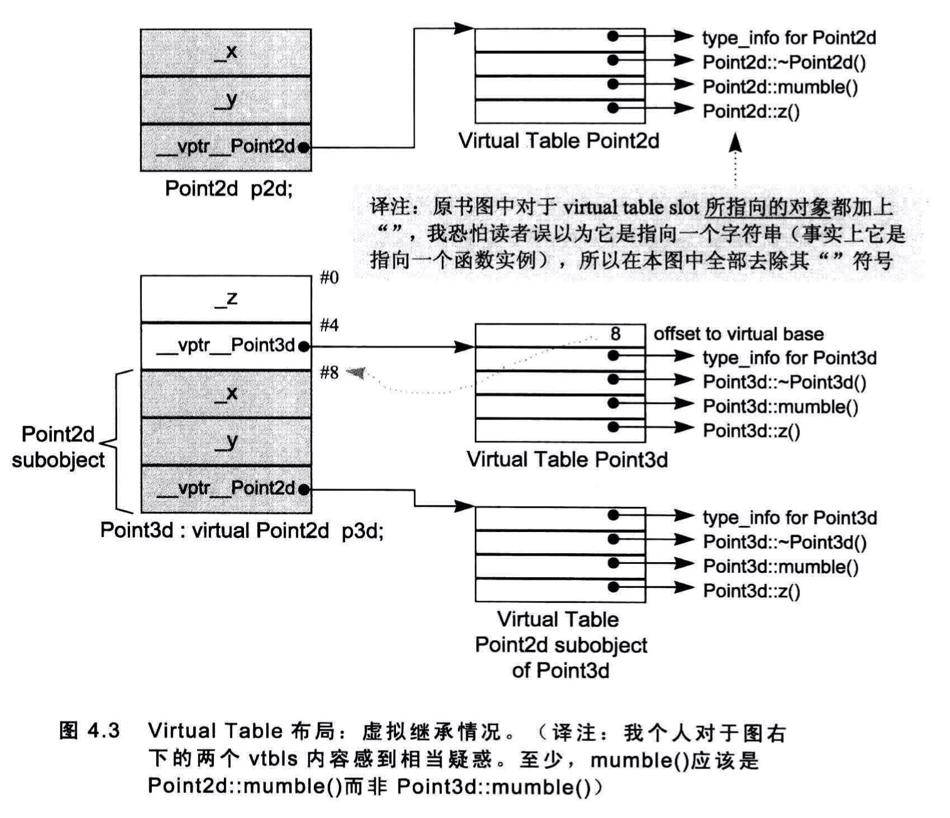 _x
_y
__vptr__Point2d
Point2d p2d;
type_info for Point2d
Point2d::~Point2d()
Point2d::mumble()
Point2d::z()
Virtual Table Point2d
译注：原书图中对于 virtual table slot 所指向的对象都加上
“”，我恐怕读者误以为它是指向一个字符串（事实上它是
指向一个函数实例），所以在本图中全部去除其“”符号
#0
_z
#4
__vptr__Point3d
#8
_x
_y
__vptr__Point2d
Point2d
subobject
Point3d : virtual Point2d p3d;
8 offset to virtual base
type_info for Point3d
Point3d::~Point3d()
Point3d::mumble()
Point3d::z()
Virtual Table Point3d
type_info for Point3d
Point3d::~Point3d()
Point3d::mumble()
Point3d::z()
Virtual Table
Point2d subobject
of Point3d
图 4.3 Virtual Table 布局：虚拟继承情况。（译注：我个人对于图右
下的两个 vtbls 内容感到相当疑惑。至少，mumble()应该是
Point2d::mumble()而非 Point3d::mumble()）